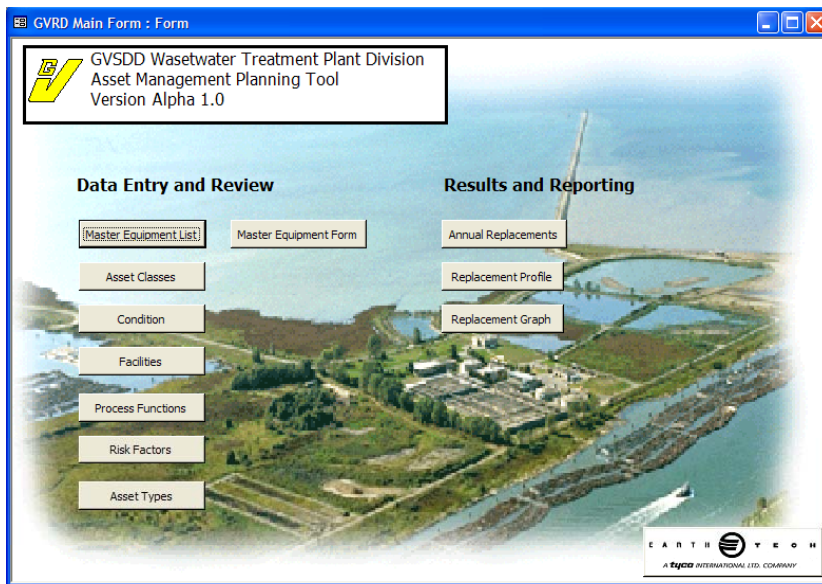 GVRD Main Form : Form
GVSDD Wasetwater Treatment Plant Division
Asset Management Planning Tool
Version Alpha 1.0
Data Entry and Review
Results and Reporting
Master Equipment List
Master Equipment Form
Annual Replacements
Asset Classes
Replacement Profile
Condition
Replacement Graph
Facilities
Process Functions
Risk Factors
Asset Types
EARTH TECH
A tyco INTERNATIONAL LTD. COMPANY